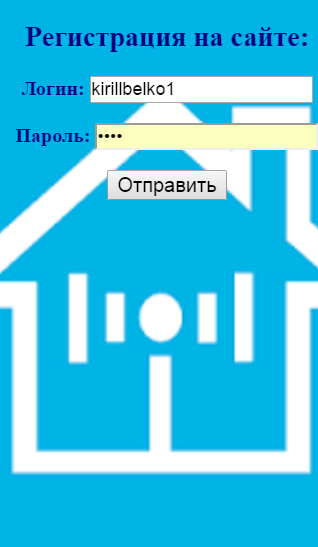 Регистрация на сайте:
Логин: kirillbelko1
Пароль: ••••
Отправить